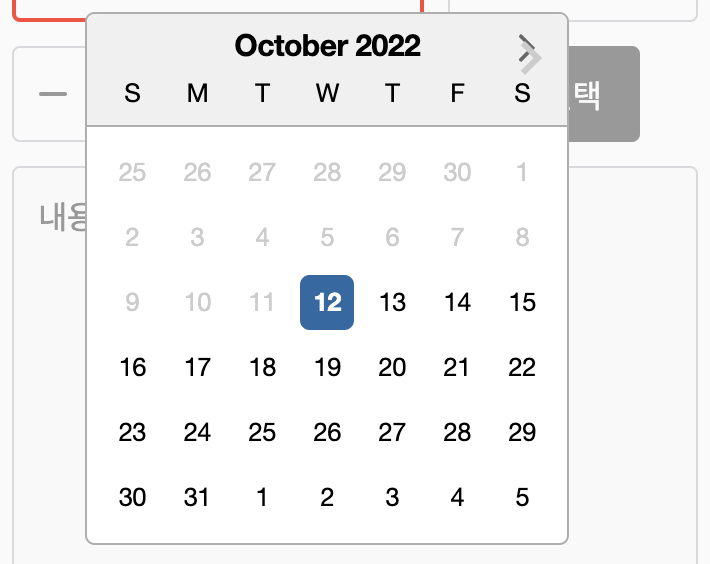 October 2022
S M T W T F S
택
25 26 27 28 29 30 1
내용
2 3 4 5 6 7 8
9 10 11 12 13 14 15
16 17 18 19 20 21 22
23 24 25 26 27 28 29
30 31 1 2 3 4 5